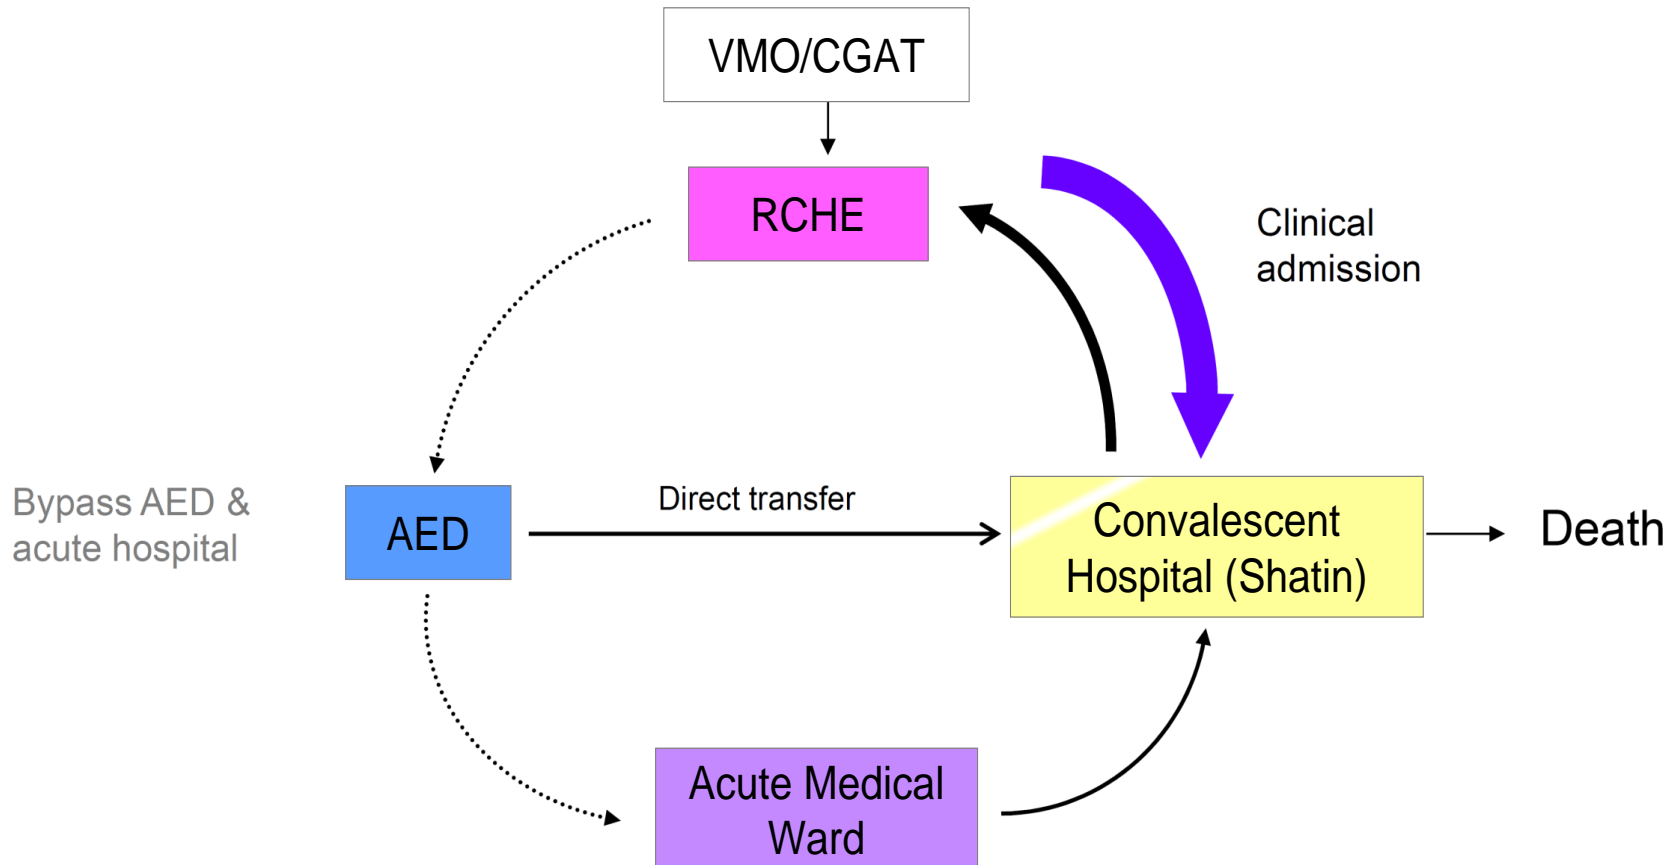 VMO/CGAT
RCHE
Clinical
admission
Bypass AED &
acute hospital
AED
Direct transfer
Convalescent
Hospital (Shatin)
Death
Acute Medical
Ward